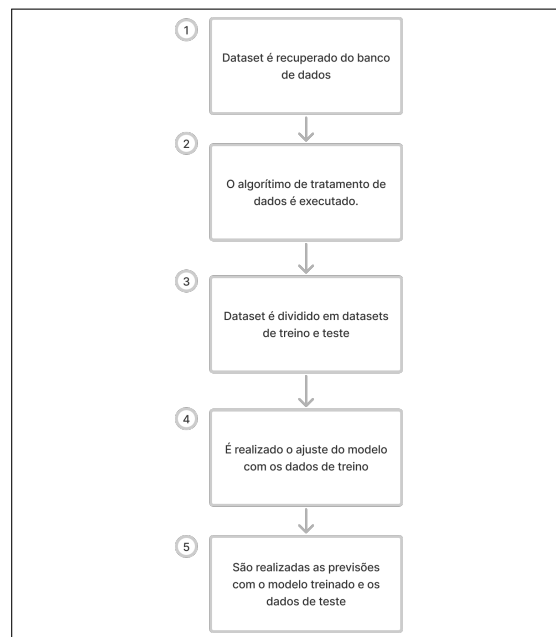 1
Dataset é recuperado do banco
de dados
2
O algorítimo de tratamento de
dados é executado.
3
Dataset é dividido em datasets
de treino e teste
4
É realizado o ajuste do modelo
com os dados de treino
5
São realizadas as previsões
com o modelo treinado e os
dados de teste